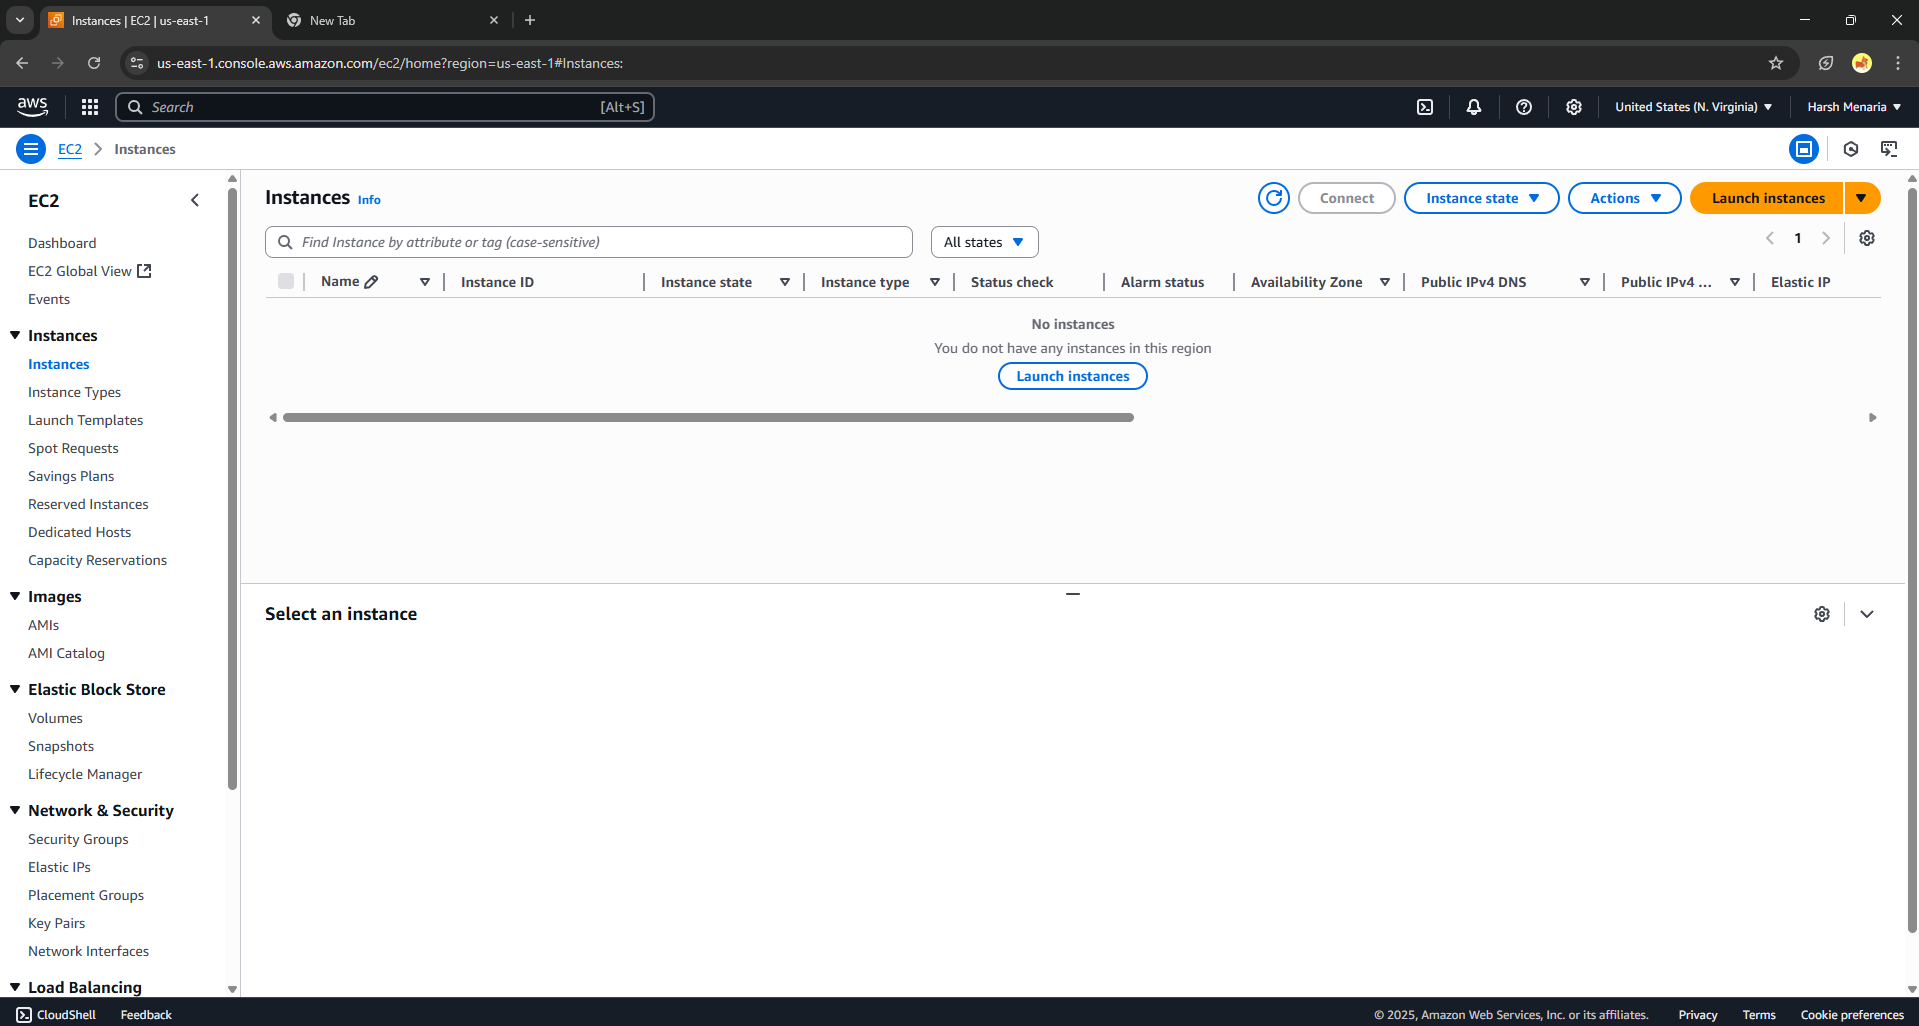 Instances | EC2 | us-east-1
New Tab
us-east-1.console.aws.amazon.com/ec2/home?region=us-east-1#Instances:
aws
Search [Alt+S]
United States (N. Virginia)
Harsh Menaria
EC2 > Instances
EC2
Dashboard
EC2 Global View
Events
Instances
Instances
Instance Types
Launch Templates
Spot Requests
Savings Plans
Reserved Instances
Dedicated Hosts
Capacity Reservations
Images
AMIs
AMI Catalog
Elastic Block Store
Volumes
Snapshots
Lifecycle Manager
Network & Security
Security Groups
Elastic IPs
Placement Groups
Key Pairs
Network Interfaces
Load Balancing
Instances Info
Connect
Instance state
Actions
Launch instances
Find Instance by attribute or tag (case-sensitive)
All states
1
Name Instance ID Instance state Instance type Status check Alarm status Availability Zone Public IPv4 DNS Public IPv4 ... Elastic IP
No instances
You do not have any instances in this region
Launch instances
Select an instance
CloudShell Feedback
© 2025, Amazon Web Services, Inc. or its affiliates. Privacy Terms Cookie preferences